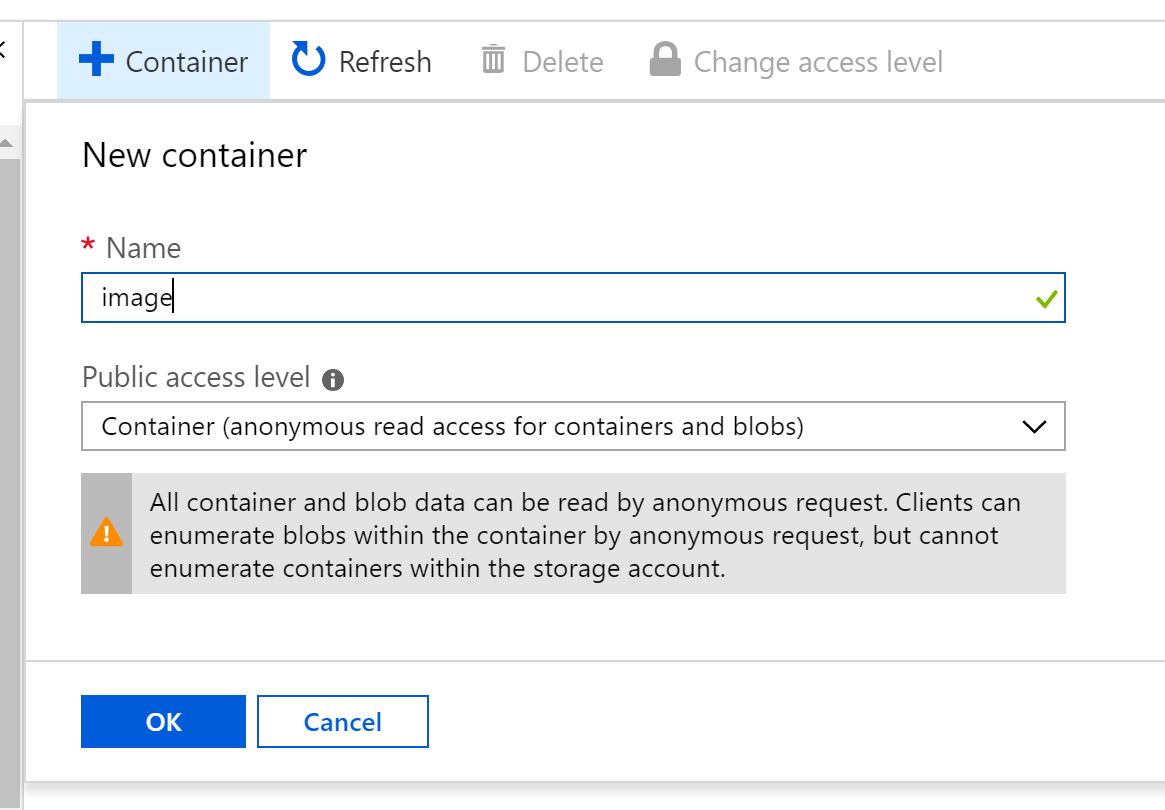 Container Refresh Delete Change access level
New container
* Name
image
Public access level
Container (anonymous read access for containers and blobs)
All container and blob data can be read by anonymous request. Clients can
enumerate blobs within the container by anonymous request, but cannot
enumerate containers within the storage account.
OK Cancel